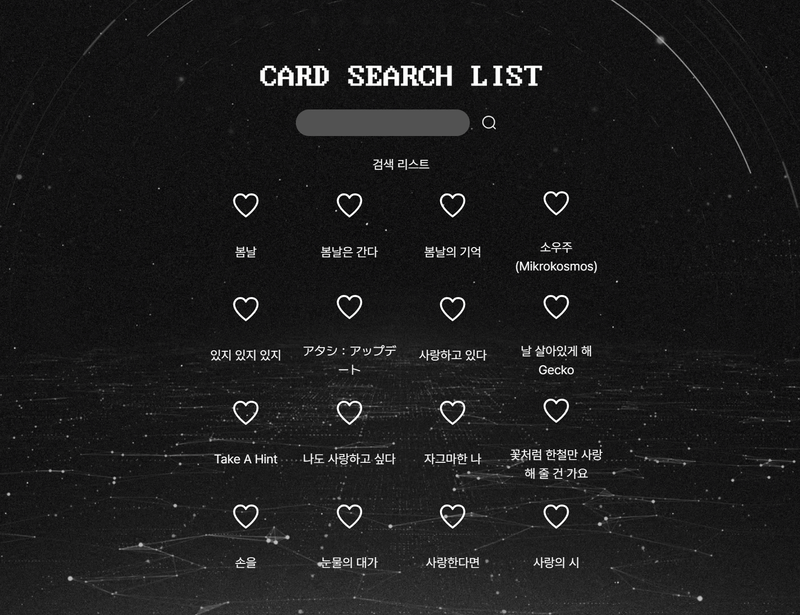 CARD SEARCH LIST
검색 리스트
봄날
봄날은 간다
봄날의 기억
소우주
(Mikrokosmos)
있지 있지 있지
アタシ：アップデ
ート
사랑하고 있다
날 살아있게 해
Gecko
Take A Hint
나도 사랑하고 싶다
자그마한 나
꽃처럼 한철만 사랑
해 줄 건가요
손을
눈물의 대가
사랑한다면
사랑의 시